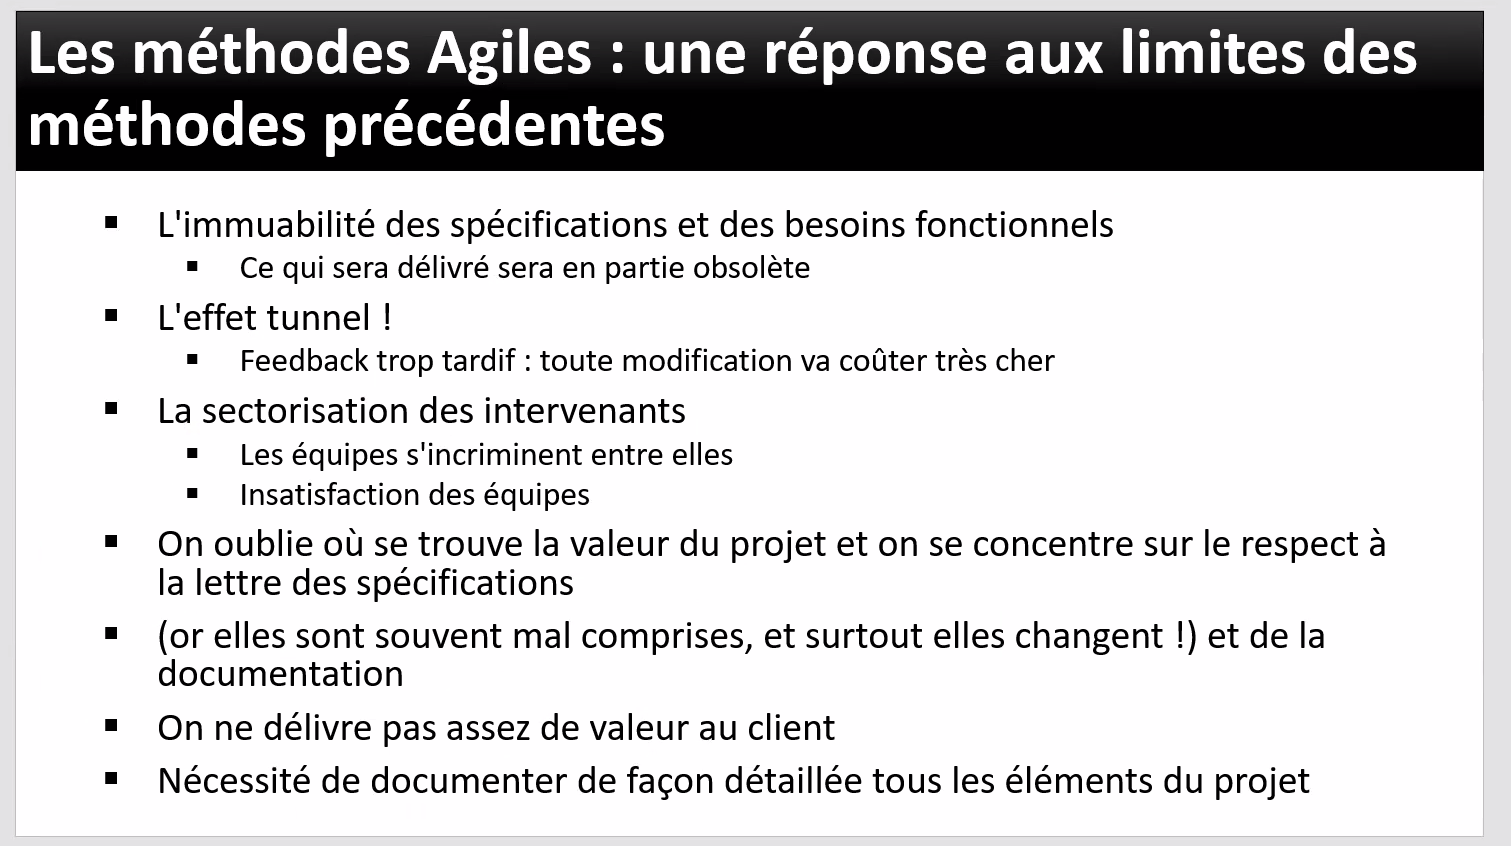 Les méthodes Agiles : une réponse aux limites des
méthodes précédentes
▪ L'immuabilité des spécifications et des besoins fonctionnels
▪ Ce qui sera délivré sera en partie obsolète
▪ L'effet tunnel !
▪ Feedback trop tardif : toute modification va coûter très cher
▪ La sectorisation des intervenants
▪ Les équipes s'incriminent entre elles
▪ Insatisfaction des équipes
▪ On oublie où se trouve la valeur du projet et on se concentre sur le respect à
la lettre des spécifications
▪ (or elles sont souvent mal comprises, et surtout elles changent !) et de la
documentation
▪ On ne délivre pas assez de valeur au client
▪ Nécessité de documenter de façon détaillée tous les éléments du projet